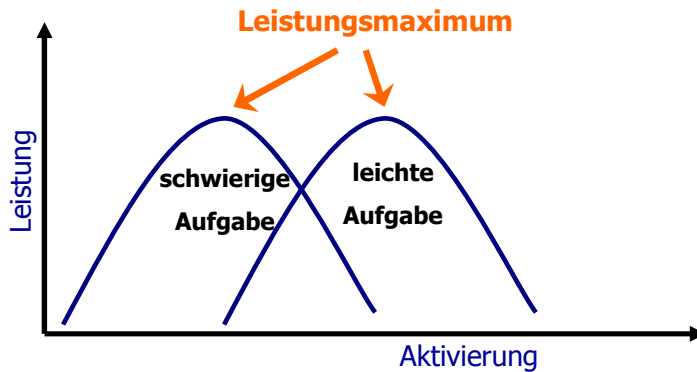 Leistungsmaximum
Leistung
schwierige
Aufgabe
leichte
Aufgabe
Aktivierung